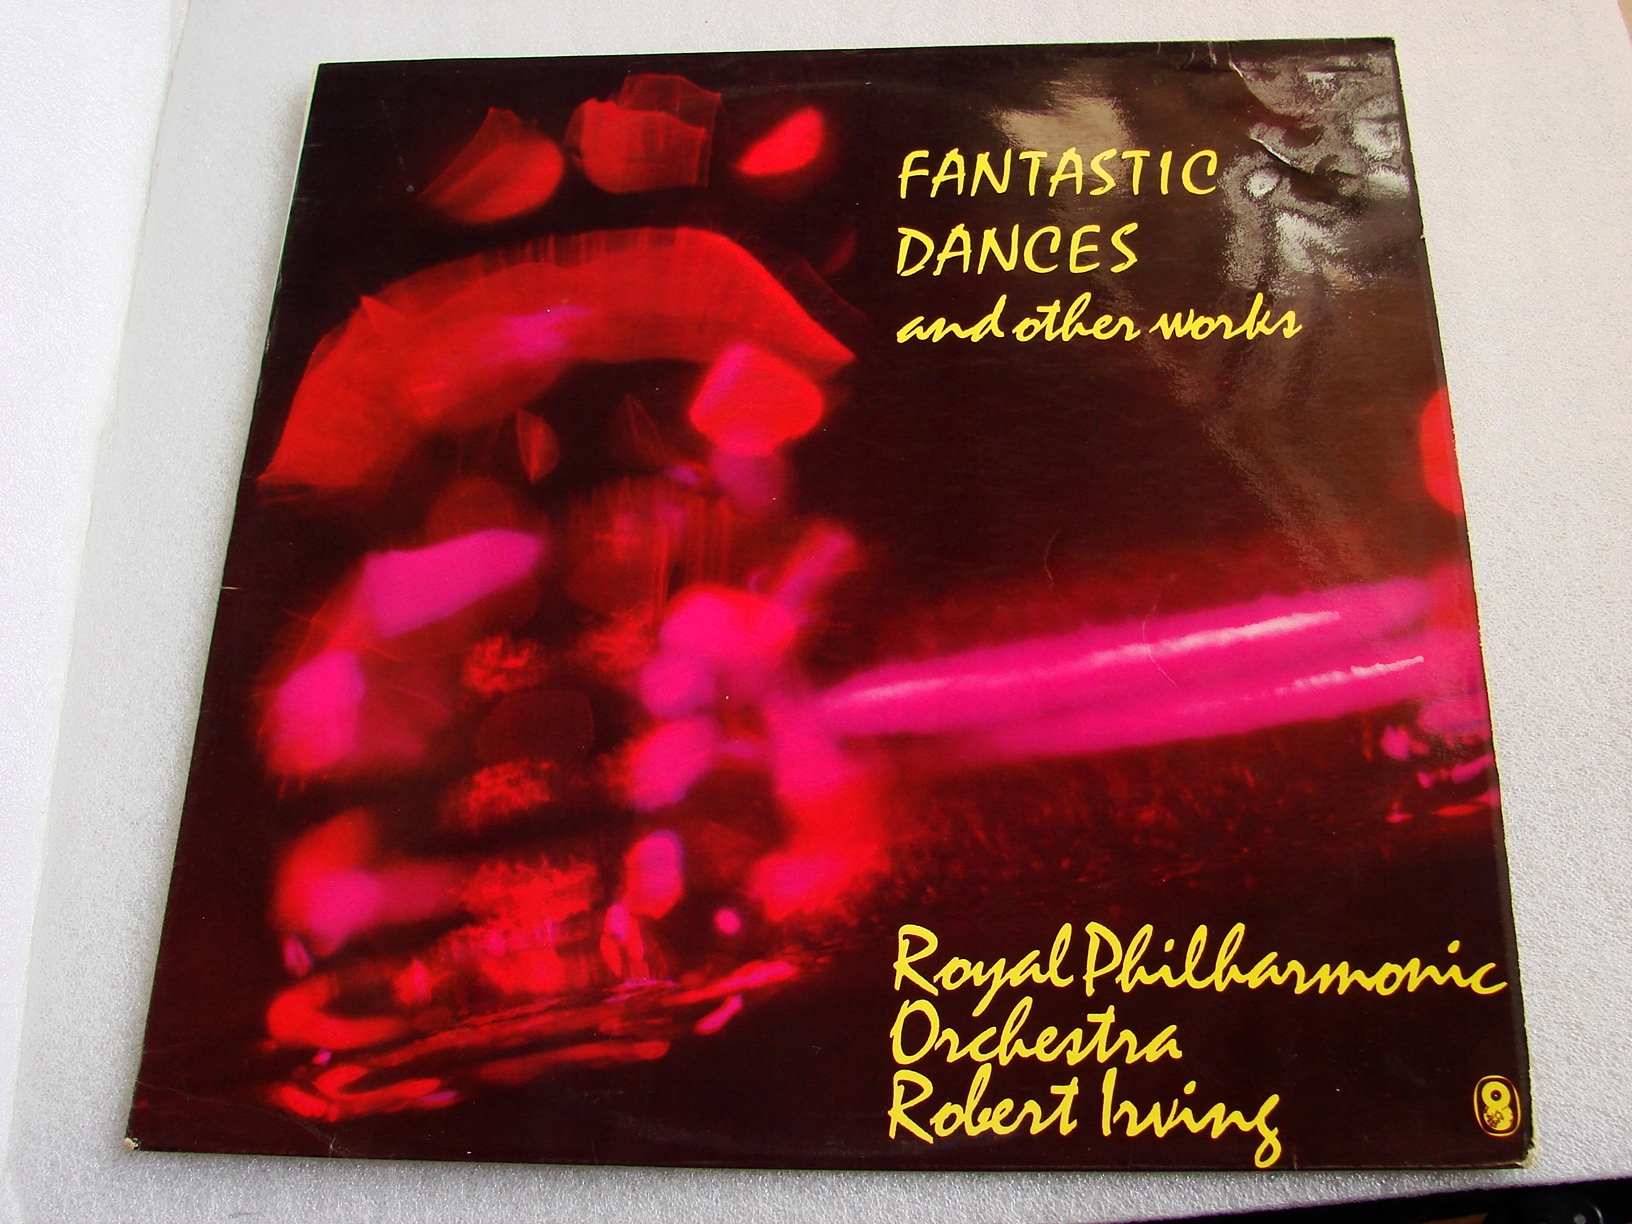 FANTASTIC
DANCES
and other works
Royal Philharmonic
Orchestra
Robert Irving